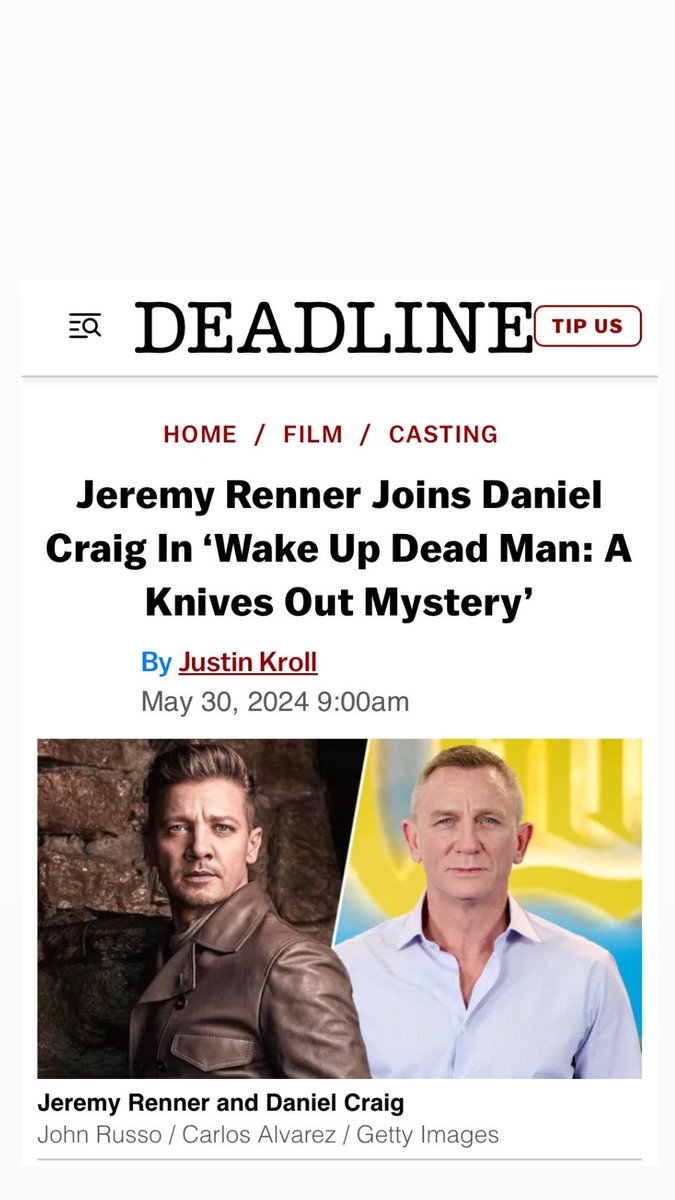 DEADLINE
TIP US
HOME / FILM / CASTING
Jeremy Renner Joins Daniel
Craig In ‘Wake Up Dead Man: A
Knives Out Mystery’
By Justin Kroll
May 30, 2024 9:00am
Jeremy Renner and Daniel Craig
John Russo / Carlos Alvarez / Getty Images